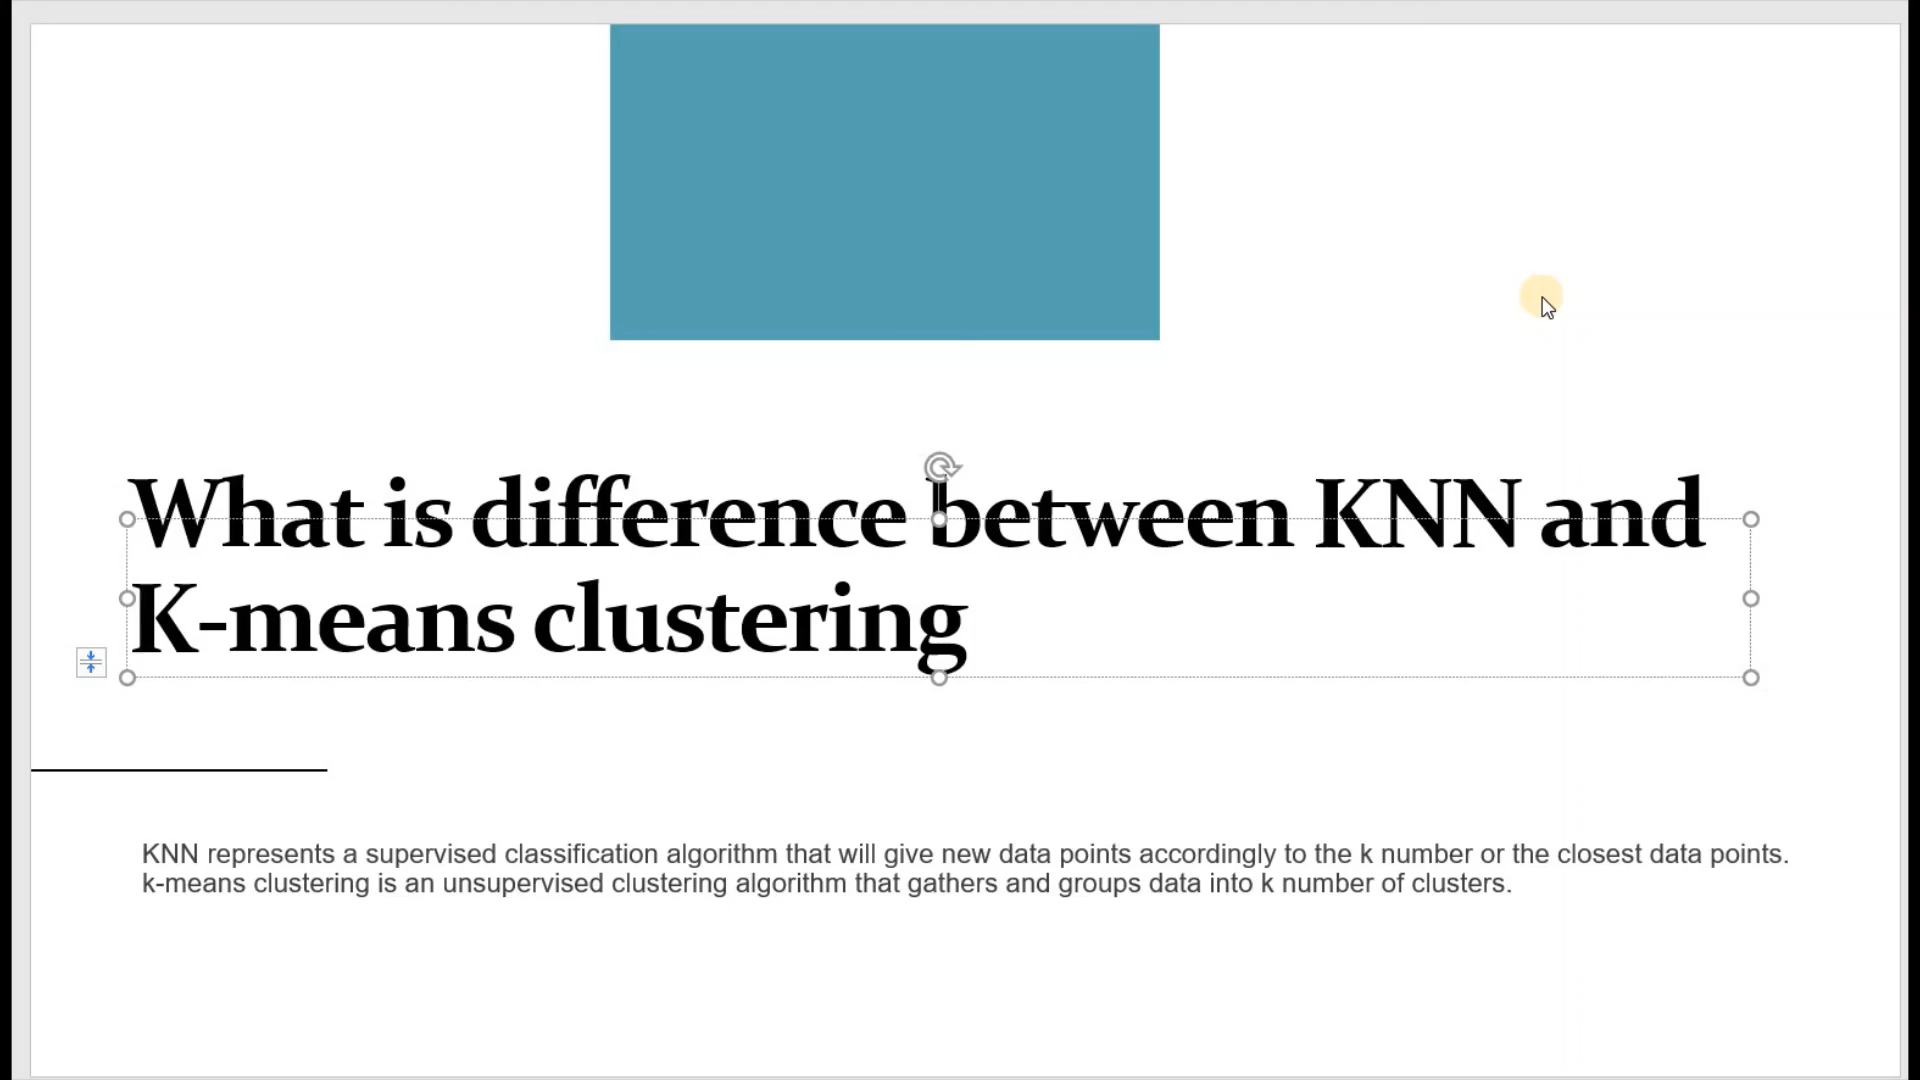 What is difference between KNN and
K-means clustering
KNN represents a supervised classification algorithm that will give new data points accordingly to the k number or the closest data points.
k-means clustering is an unsupervised clustering algorithm that gathers and groups data into k number of clusters.